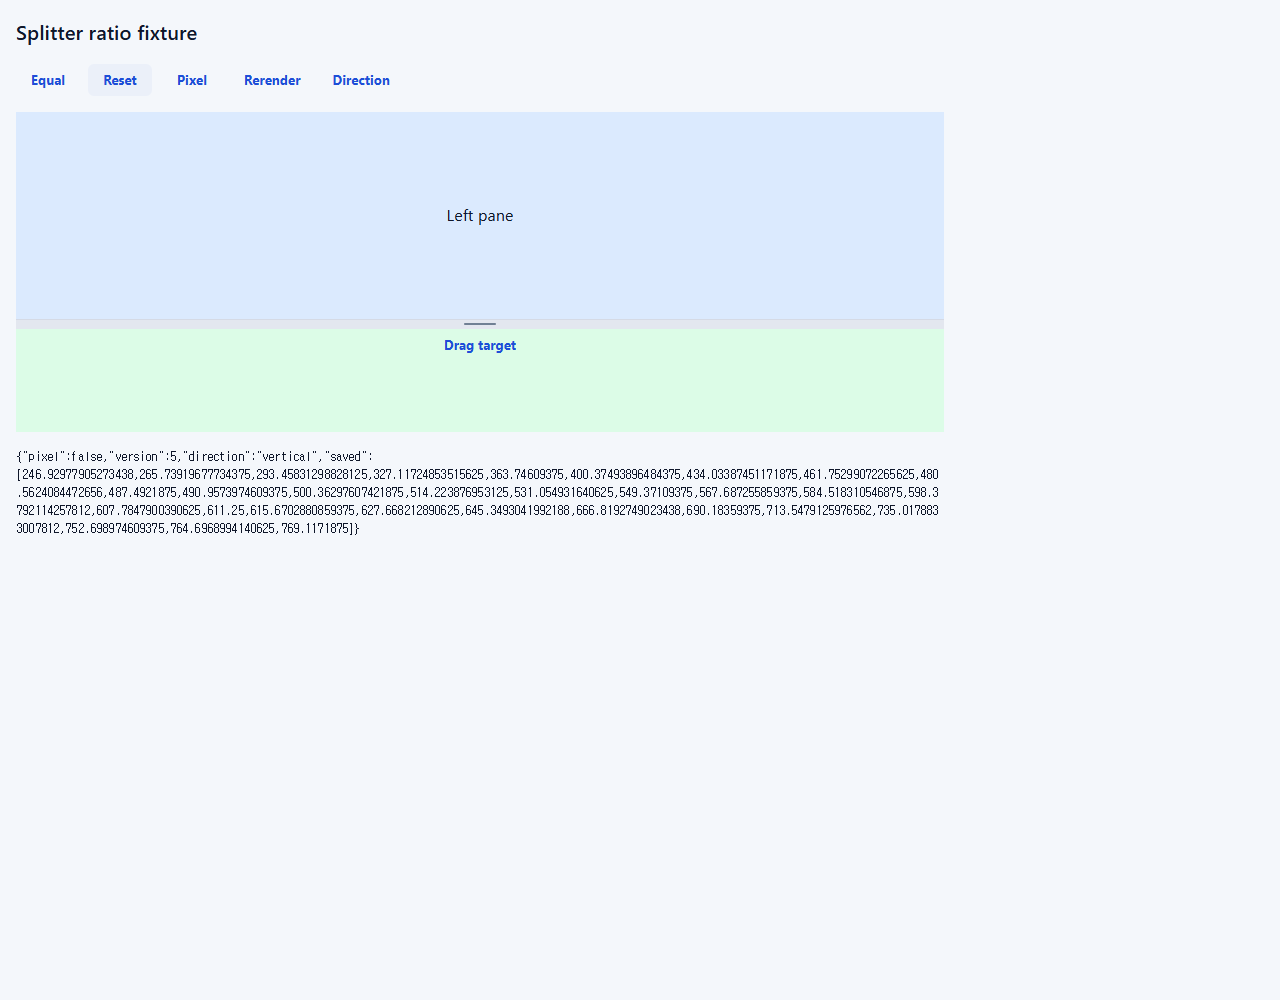 Splitter ratio fixture
Equal Reset Pixel Rerender Direction
Left pane
Drag target
{"pixel":false,"version":5,"direction":"vertical","saved":
[246.92977905273438,265.73919677734375,293.45831298828125,327.11724853515625,363.74609375,400.37493896484375,434.03387451171875,461.75299072265625,480
.5624084472656,487.4921875,490.9573974609375,500.36297607421875,514.223876953125,531.054931640625,549.37109375,567.687255859375,584.518310546875,598.3
792114257812,607.7847900390625,611.25,615.6702880859375,627.668212890625,645.3493041992188,666.8192749023438,690.18359375,713.5479125976562,735.017883
3007812,752.698974609375,764.6968994140625,769.1171875]}